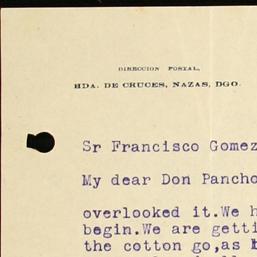 DIRECCION POSTAL,
HDA. DE CRUCES, NAZAS, DGO.
Sr Francisco Gomez
My dear Don Pancho
overlooked it.We h
begin.We are getti
the cotton go,as